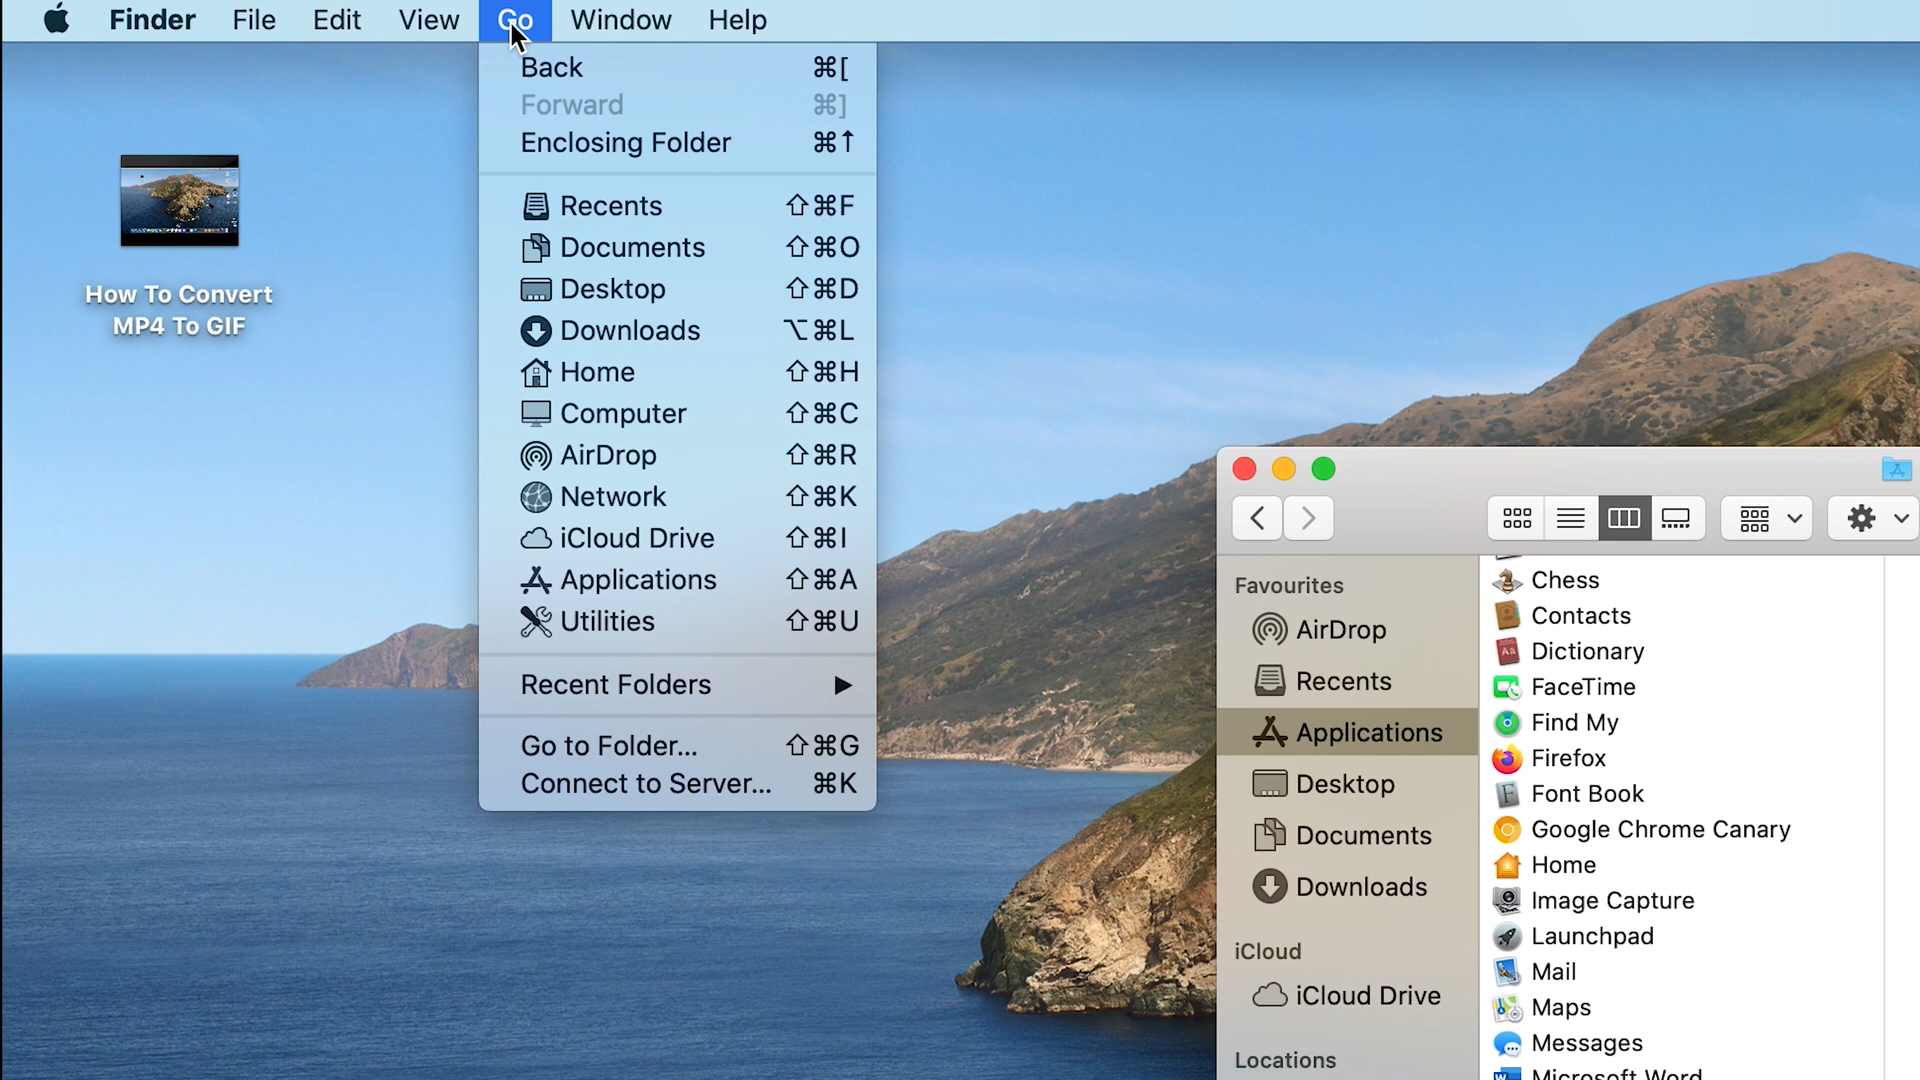 Finder File Edit View Go Window Help
Back ⌘[
Forward ⌘]
Enclosing Folder ⌘↑
Recents ⇧⌘F
Documents ⇧⌘O
Desktop ⇧⌘D
Downloads ⌥⌘L
Home ⇧⌘H
Computer ⇧⌘C
AirDrop ⇧⌘R
Network ⇧⌘K
iCloud Drive ⇧⌘I
Applications ⇧⌘A
Utilities ⇧⌘U
Recent Folders ▶
Go to Folder... ⇧⌘G
Connect to Server... ⌘K
How To Convert
MP4 To GIF
Favourites
AirDrop
Recents
Applications
Desktop
Documents
Downloads
iCloud
iCloud Drive
Locations
Chess
Contacts
Dictionary
FaceTime
Find My
Firefox
Font Book
Google Chrome Canary
Home
Image Capture
Launchpad
Mail
Maps
Messages
Microsoft Word